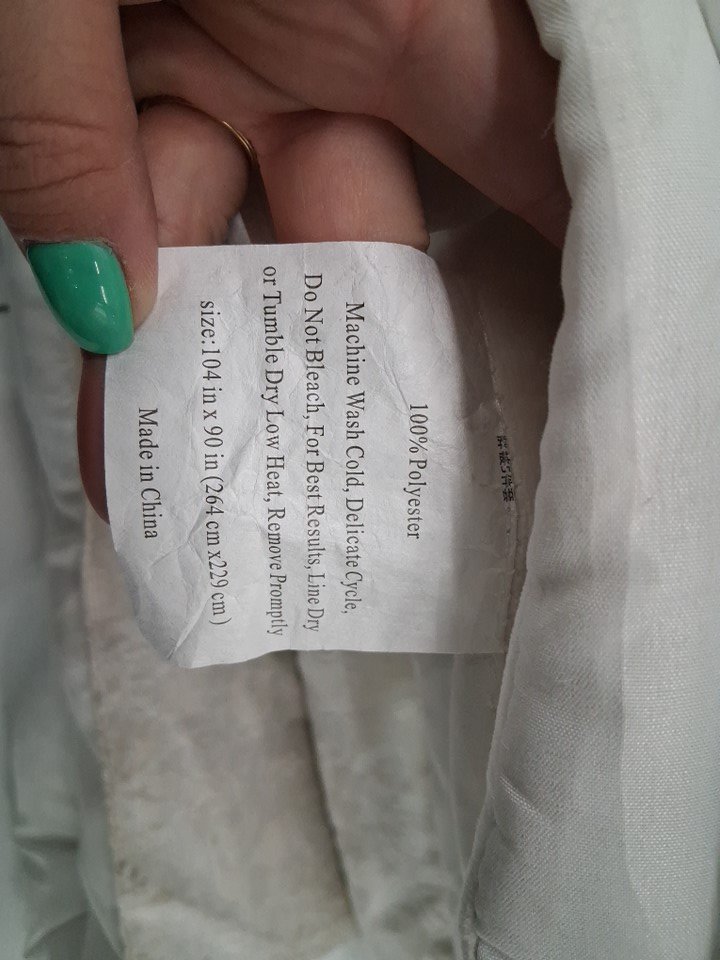 100% Polyester
Machine Wash Cold, Delicate Cycle,
Do Not Bleach, For Best Results, Line Dry
or Tumble Dry Low Heat, Remove Promptly
size:104 in x 90 in (264 cm x229 cm)
Made in China